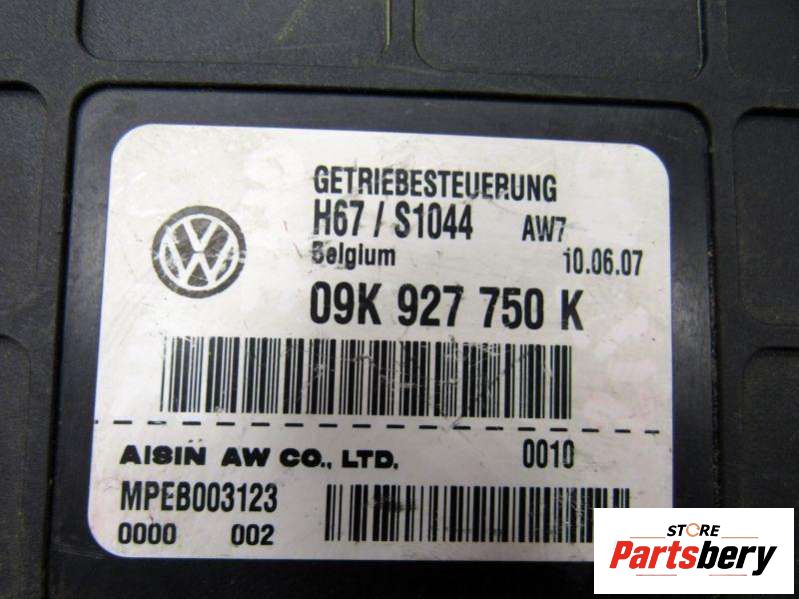 GETRIEBESTEUERUNG
H67 / S1044 AW7
Belgium 10.06.07
09K 927 750 K
AISIN AW CO., LTD. 0010
MPEB003123
0000 002
STORE
Partsbery